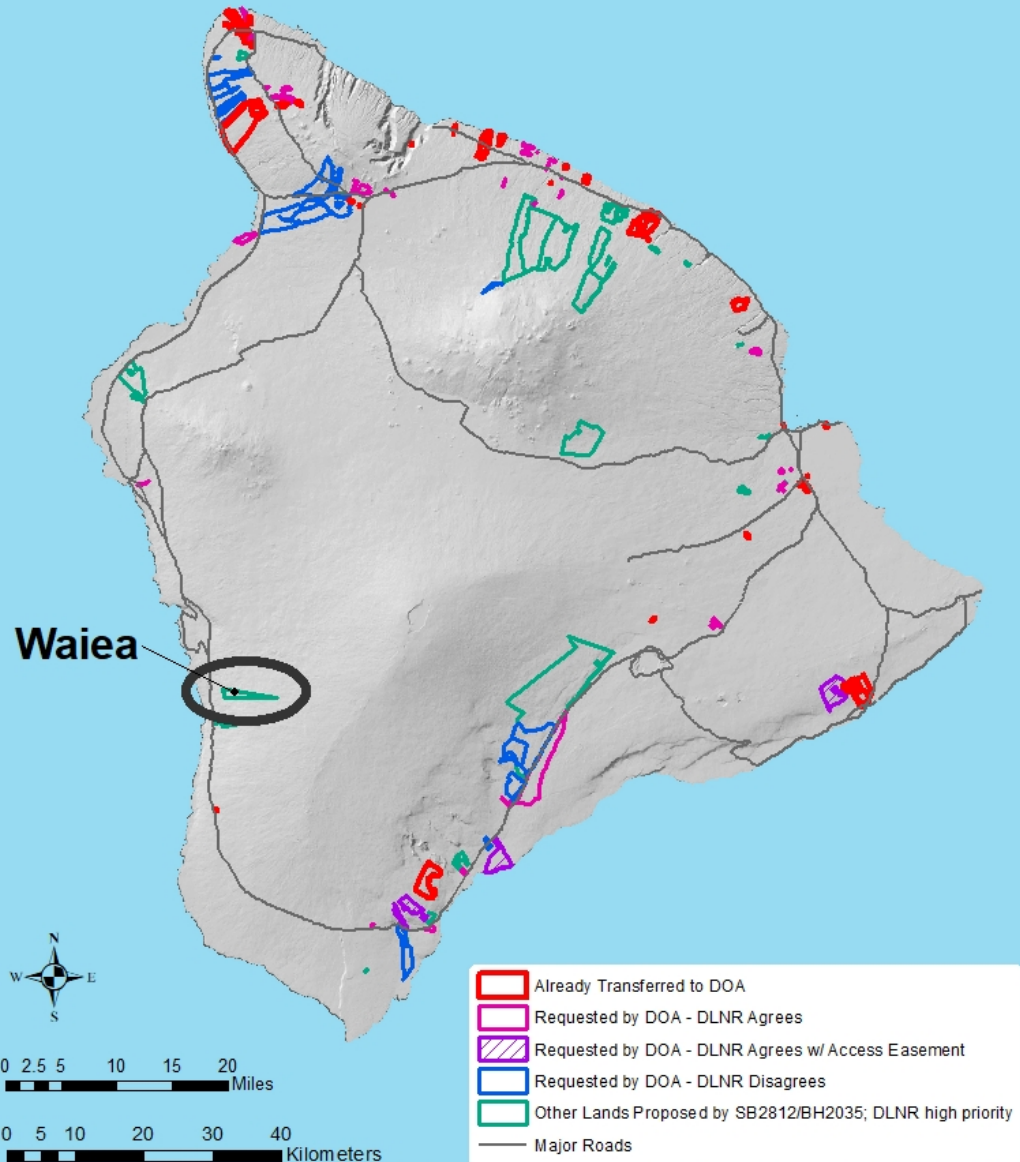 Waiea
N
W E
S
0 2.5 5 10 15 20
Miles
0 5 10 20 30 40
Kilometers
Already Transferred to DOA
Requested by DOA - DLNR Agrees
Requested by DOA - DLNR Agrees w/ Access Easement
Requested by DOA - DLNR Disagrees
Other Lands Proposed by SB2812/BH2035; DLNR high priority
Major Roads